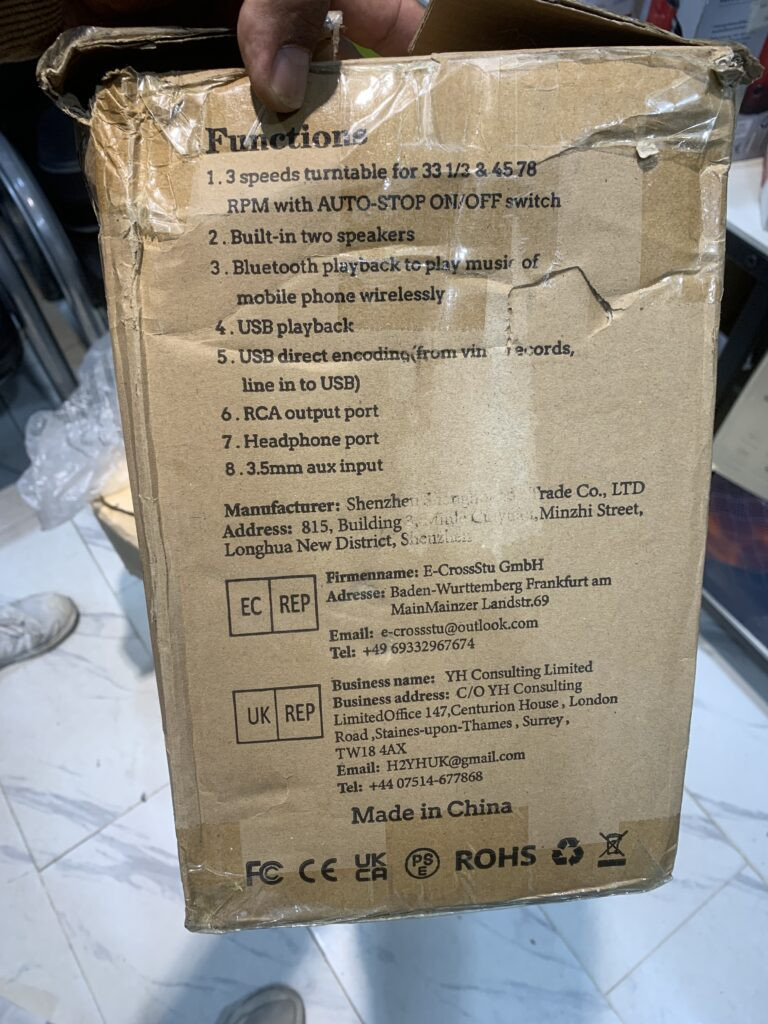 Functions
1.3 speeds turntable for 33 1/3 & 45 78
RPM with AUTO-STOP ON/OFF switch
2.Built-in two speakers
3.Bluetooth playback to play music of
mobile phone wirelessly
4.USB playback
5.USB direct encoding(from records,
line in to USB)
6.RCA output port
7.Headphone port
8.3.5mm aux input
Manufacturer: Shenzhen Trade Co., LTD
Address: 815, Building Minzhi Street,
Longhua New District, Shenzhen
EC REP
Firmenname: E-CrossStu GmbH
Adresse: Baden-Wurttemberg Frankfurt am
MainMainzer Landstr.69
Email: e-crossstu@outlook.com
Tel: +49 69332967674
UK REP
Business name: YH Consulting Limited
Business address: C/O YH Consulting
LimitedOffice 147,Centurion House, London
Road ,Staines-upon-Thames , Surrey,
TW18 4AX
Email: H2YHUK@gmail.com
Tel: +44 07514-677868
Made in China
FC CE UK CA PSE ROHS